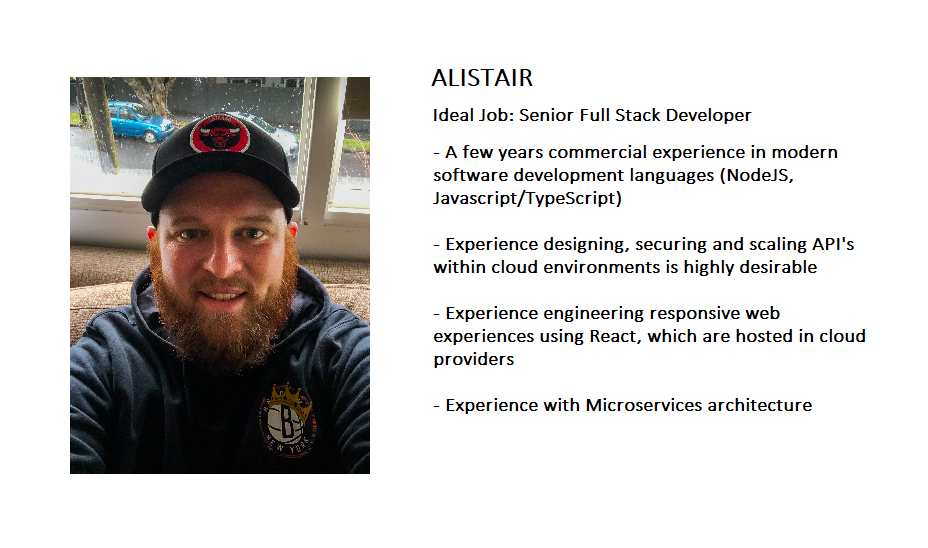 ALISTAIR
Ideal Job: Senior Full Stack Developer
- A few years commercial experience in modern
software development languages (NodeJS,
Javascript/TypeScript)
- Experience designing, securing and scaling API's
within cloud environments is highly desirable
- Experience engineering responsive web
experiences using React, which are hosted in cloud
providers
- Experience with Microservices architecture
B
NEW YORK